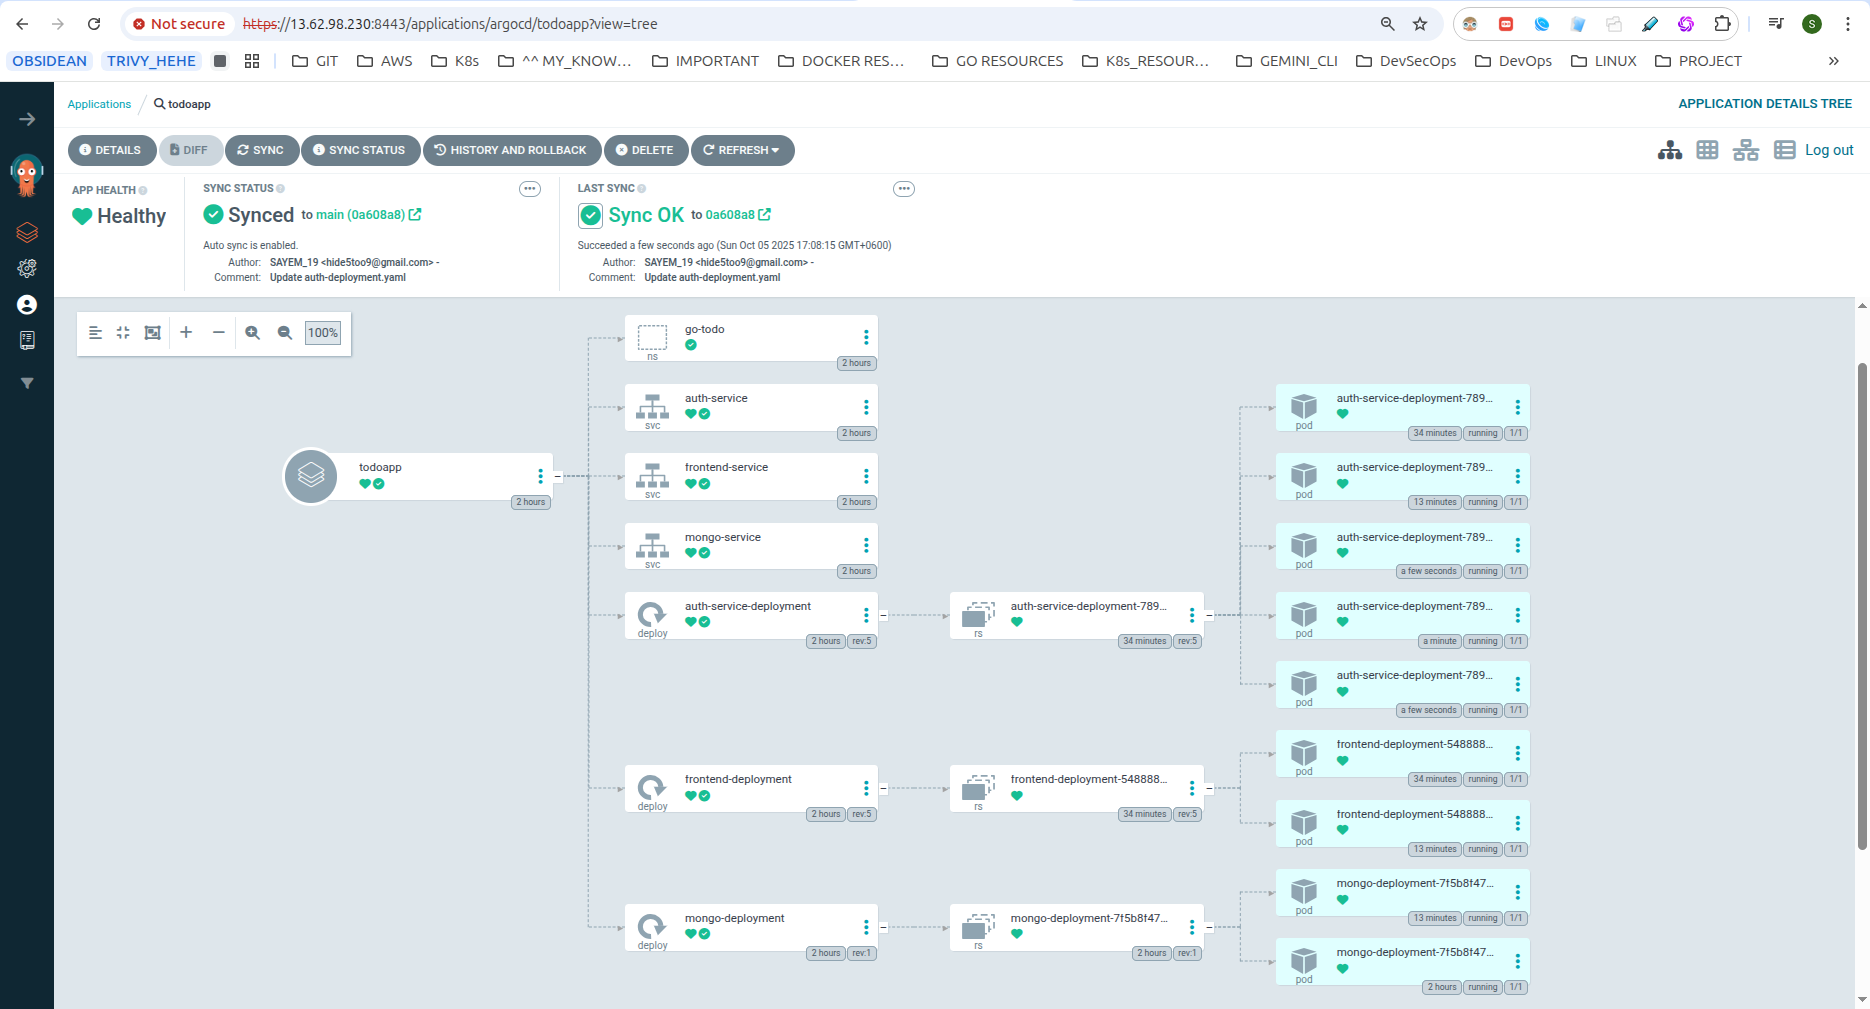 Not secure https://13.62.98.230:8443/applications/argocd/todoapp?view=tree S
OBSIDEAN TRIVY_HEHE GIT AWS K8s ^^ MY_KNOW... IMPORTANT DOCKER RES... GO RESOURCES K8s_RESOUR... GEMINI_CLI DevSecOps DevOps LINUX PROJECT »
Applications / todoapp APPLICATION DETAILS TREE
DETAILS DIFF SYNC SYNC STATUS HISTORY AND ROLLBACK DELETE REFRESH Log out
APP HEALTH
Healthy
SYNC STATUS
Synced to main (0a608a8)
Auto sync is enabled.
Author: SAYEM_19 <hide5too9@gmail.com> -
Comment: Update auth-deployment.yaml
LAST SYNC
Sync OK to 0a608a8
Succeeded a few seconds ago (Sun Oct 05 2025 17:08:15 GMT+0600)
Author: SAYEM_19 <hide5too9@gmail.com> -
Comment: Update auth-deployment.yaml
100%
todoapp
2 hours
go-todo
ns
2 hours
auth-service
svc
2 hours
frontend-service
svc
2 hours
mongo-service
svc
2 hours
auth-service-deployment
deploy
2 hours rev:5
frontend-deployment
deploy
2 hours rev:5
mongo-deployment
deploy
2 hours rev:1
auth-service-deployment-789...
rs
34 minutes rev:5
frontend-deployment-548888...
rs
34 minutes rev:5
mongo-deployment-7f5b8f47...
rs
2 hours rev:1
auth-service-deployment-789...
pod
34 minutes running 1/1
auth-service-deployment-789...
pod
13 minutes running 1/1
auth-service-deployment-789...
pod
a few seconds running 1/1
auth-service-deployment-789...
pod
a minute running 1/1
auth-service-deployment-789...
pod
a few seconds running 1/1
frontend-deployment-548888...
pod
34 minutes running 1/1
frontend-deployment-548888...
pod
13 minutes running 1/1
mongo-deployment-7f5b8f47...
pod
13 minutes running 1/1
mongo-deployment-7f5b8f47...
pod
2 hours running 1/1